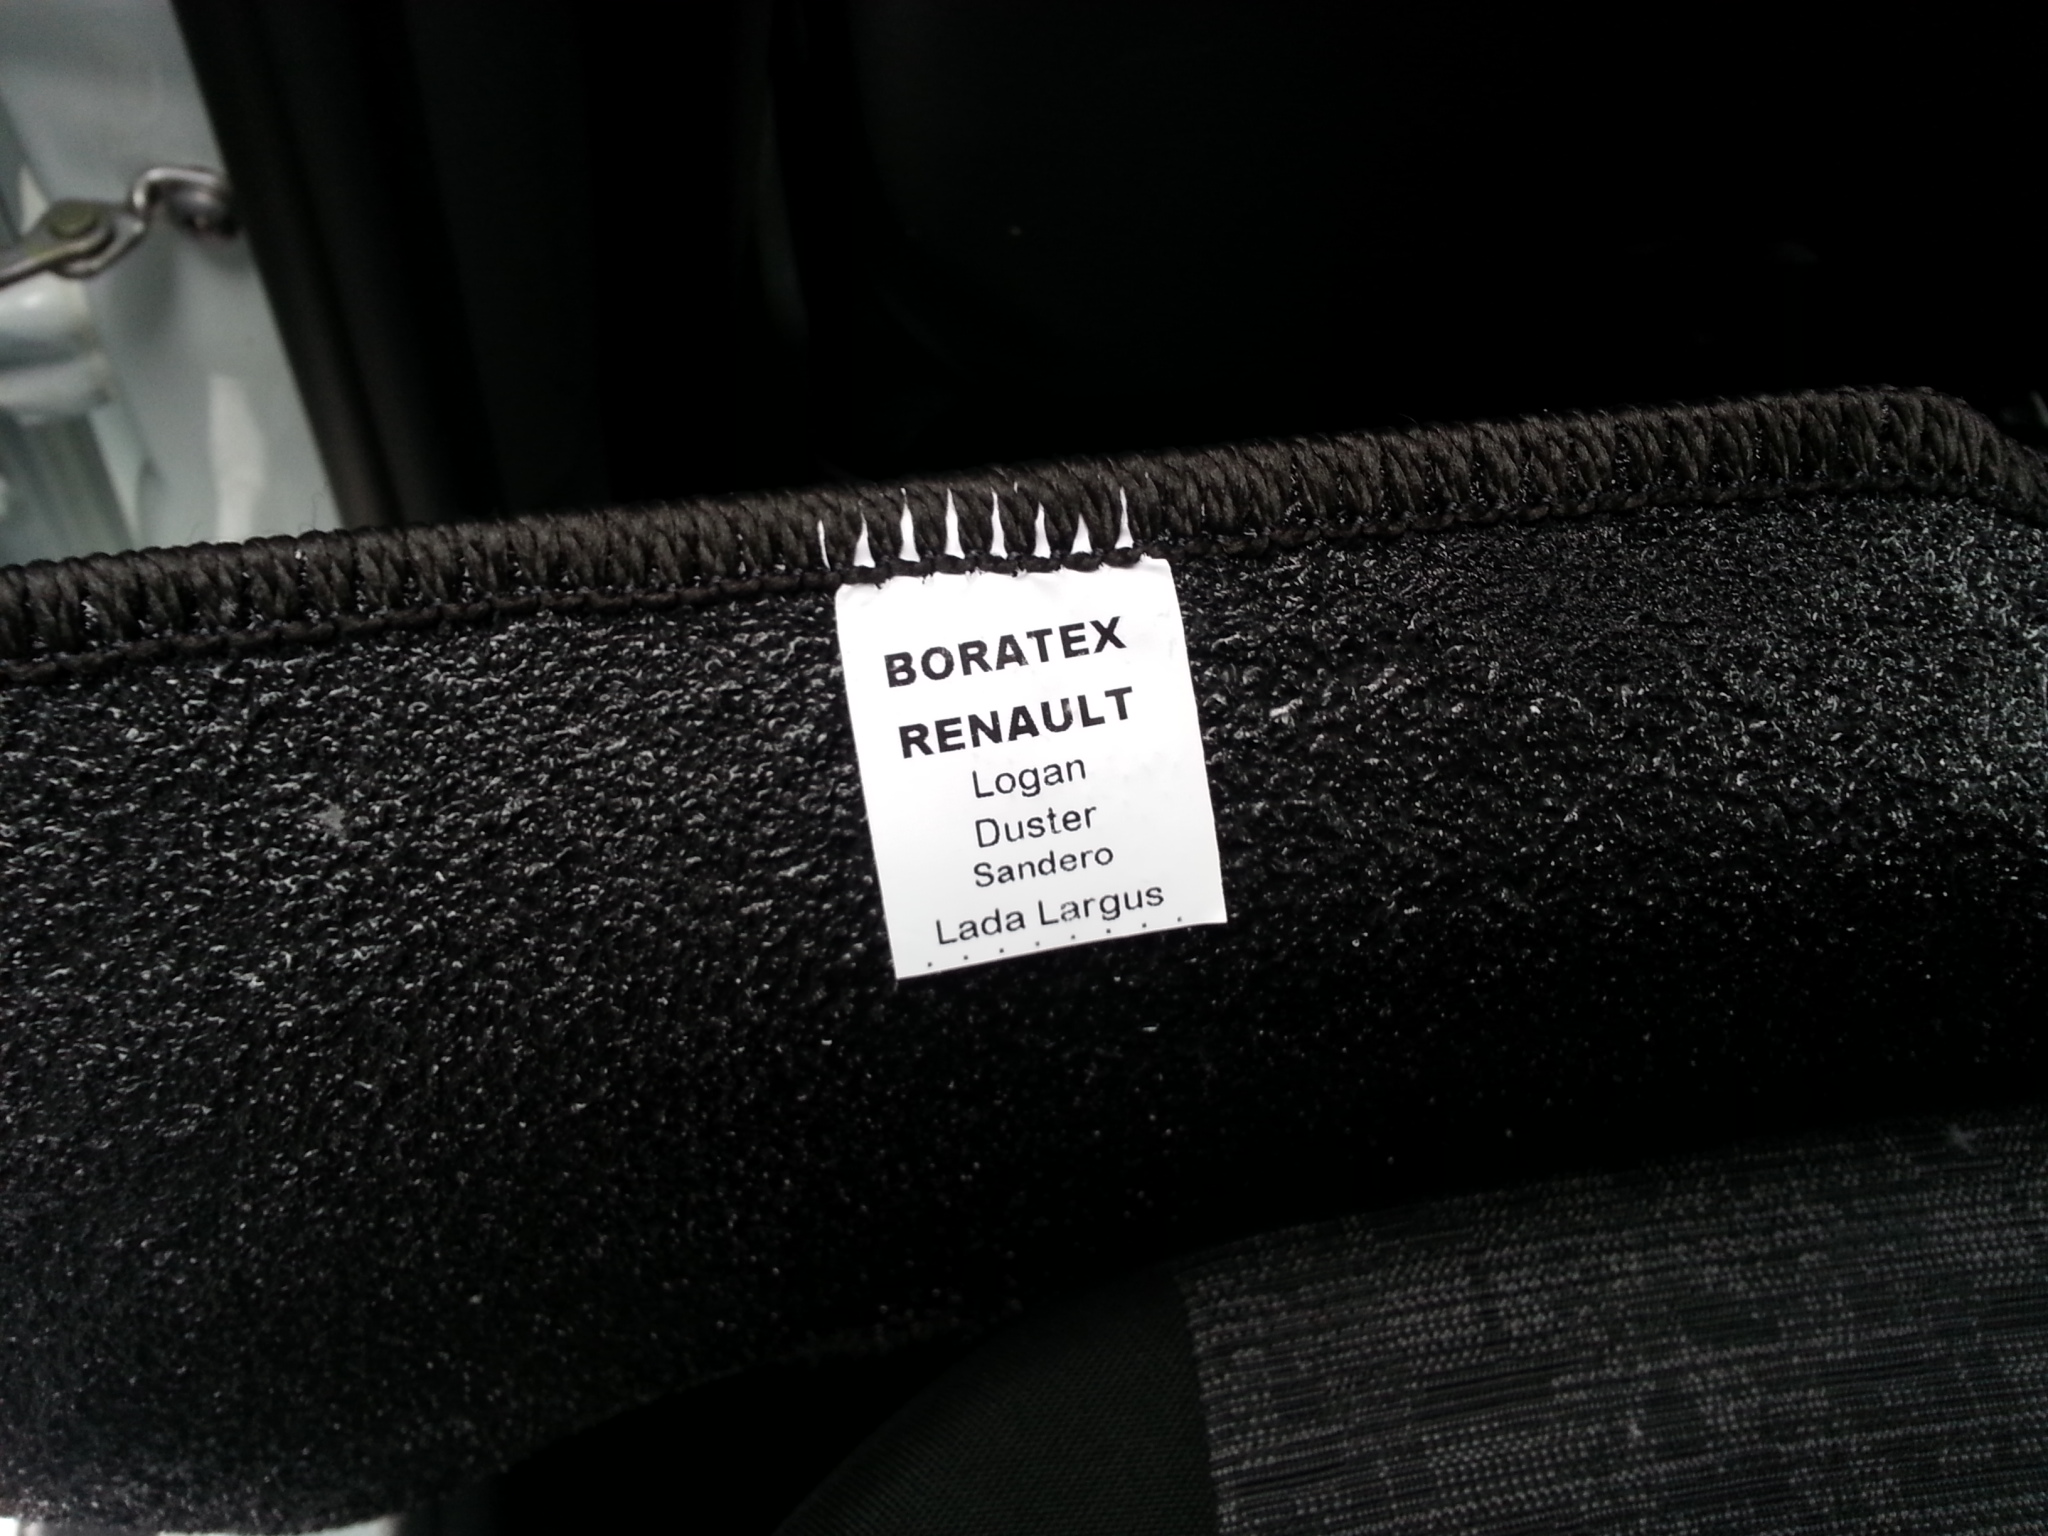 BORATEX
RENAULT
Logan
Duster
Sandero
Lada Largus